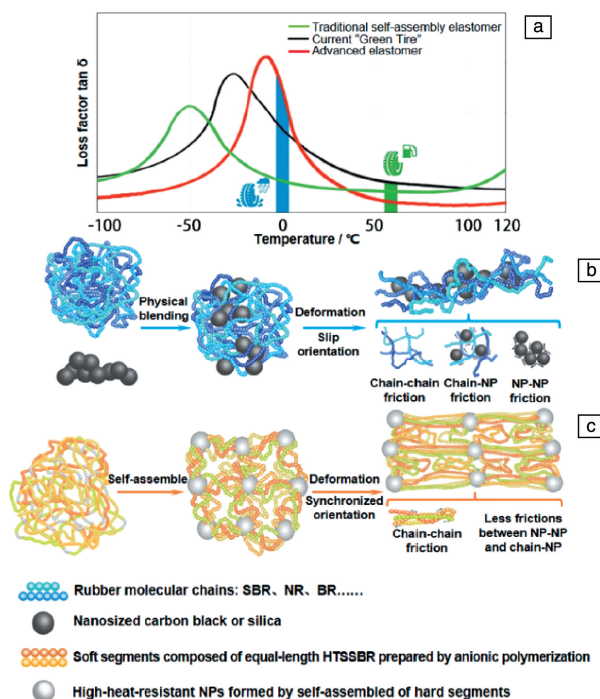 a
Traditional self-assembly elastomer
Current "Green Tire"
Advanced elastomer
Loss factor tan δ
-100 -50 0 50 100 120
Temperature / ℃
b
Physical
blending
Deformation
Slip
orientation
Chain-chain
friction
Chain-NP
friction
NP-NP
friction
c
Self-assemble
Deformation
Synchronized
orientation
Chain-chain
friction
Less frictions
between NP-NP
and chain-NP
Rubber molecular chains: SBR、NR、BR……
Nanosized carbon black or silica
Soft segments composed of equal-length HTSSBR prepared by anionic polymerization
High-heat-resistant NPs formed by self-assembled of hard segments